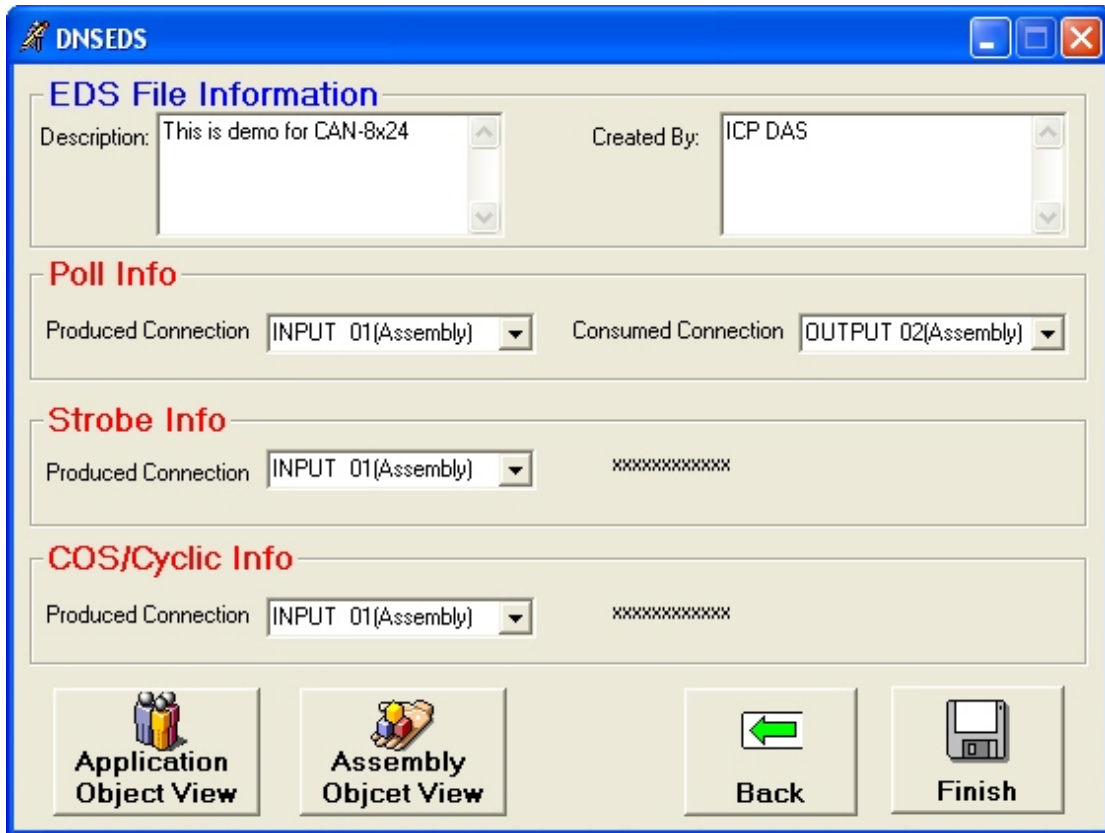 DNSEDS
EDS File Information
Description: This is demo for CAN-8x24 Created By: ICP DAS
Poll Info
Produced Connection INPUT 01(Assembly) Consumed Connection OUTPUT 02(Assembly)
Strobe Info
Produced Connection INPUT 01(Assembly) xxxxxxxxxxxx
COS/Cyclic Info
Produced Connection INPUT 01(Assembly) xxxxxxxxxxxx
Application
Object View
Assembly
Objcet View
Back
Finish